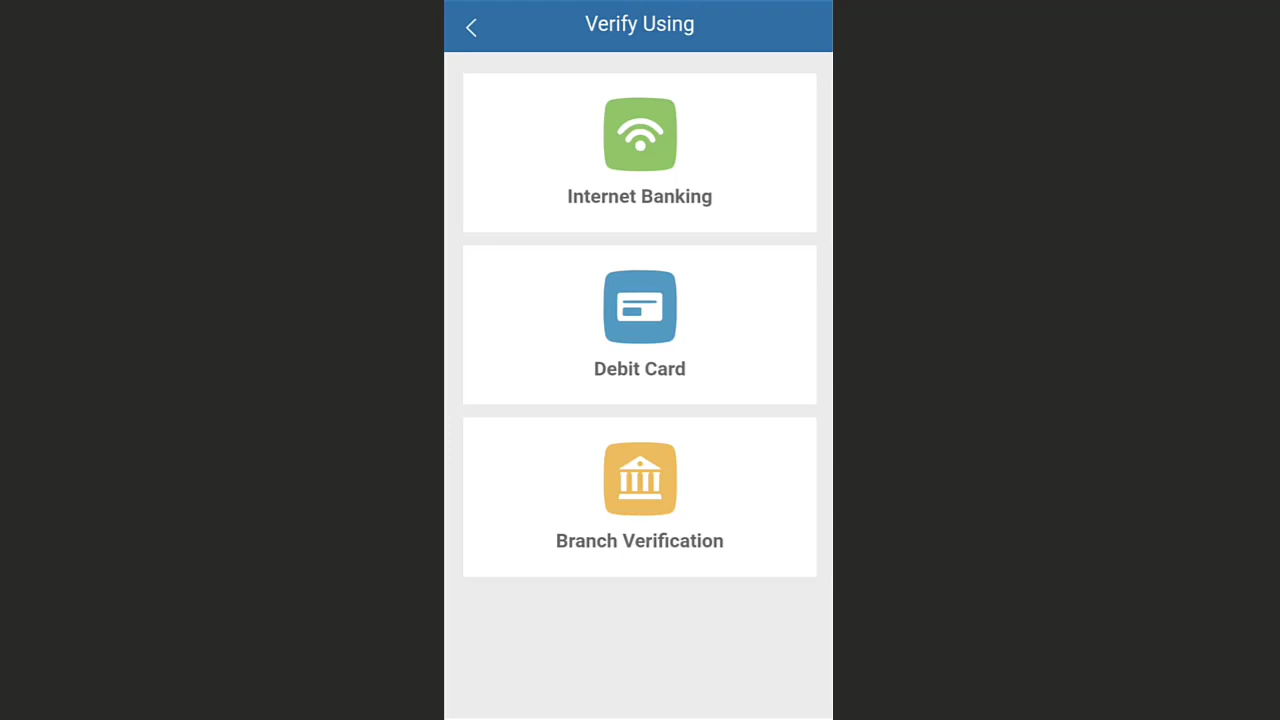 Verify Using
Internet Banking
Debit Card
Branch Verification